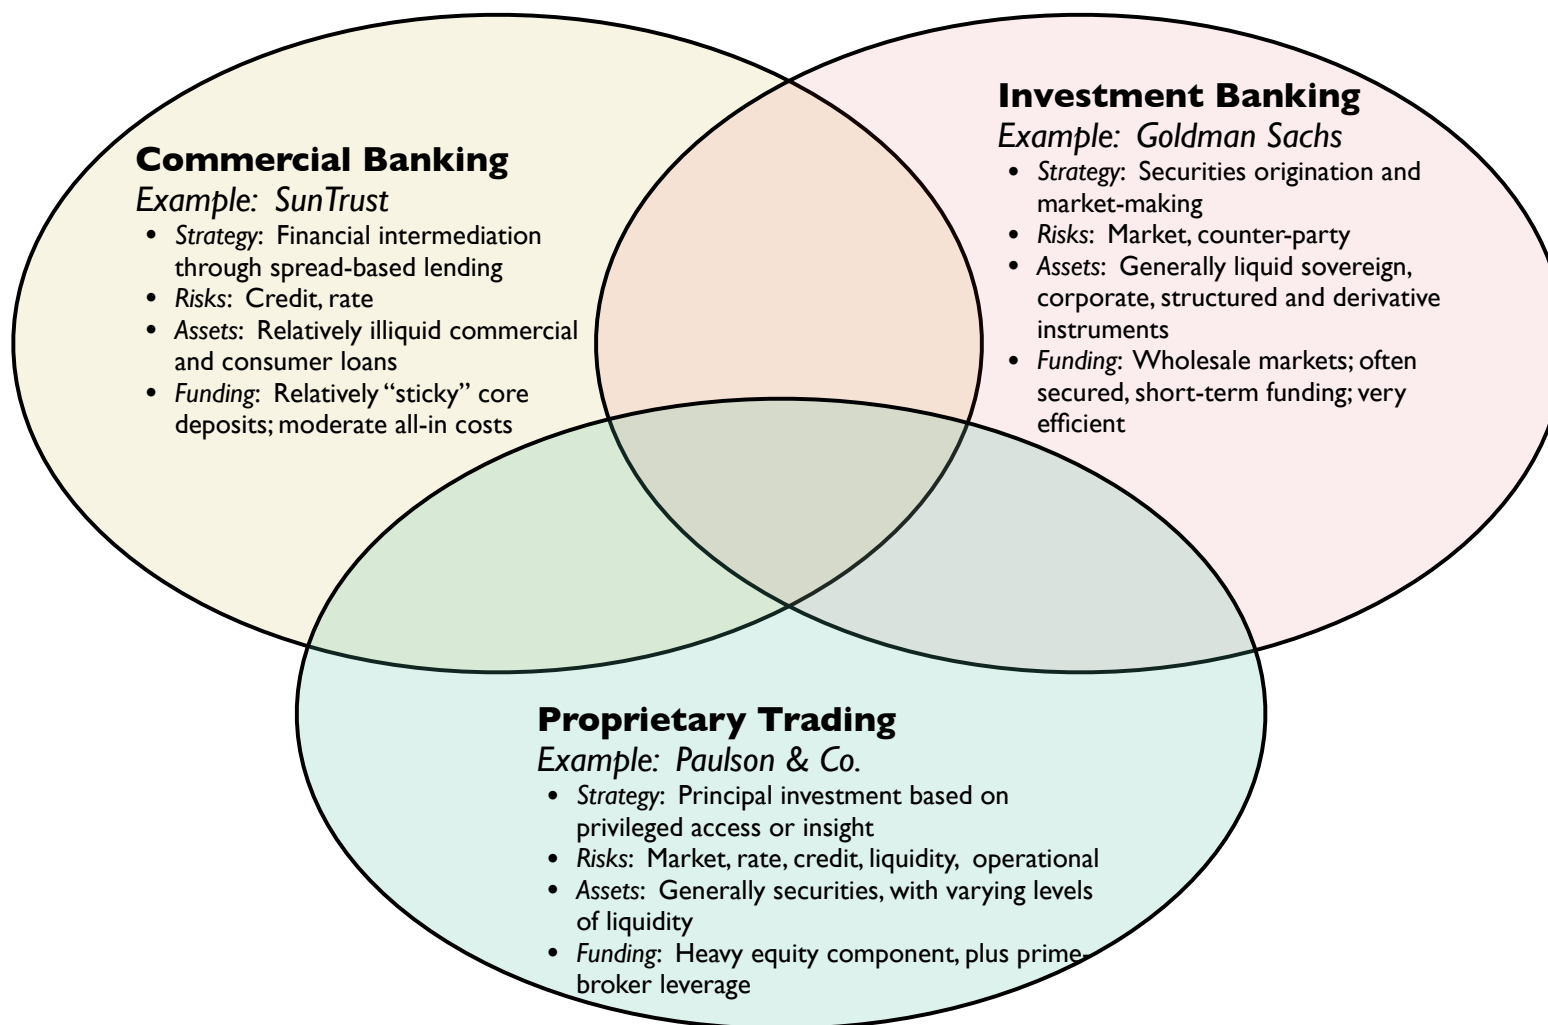 Commercial Banking
Example: SunTrust
• Strategy: Financial intermediation
through spread-based lending
• Risks: Credit, rate
• Assets: Relatively illiquid commercial
and consumer loans
• Funding: Relatively “sticky” core
deposits; moderate all-in costs
Investment Banking
Example: Goldman Sachs
• Strategy: Securities origination and
market-making
• Risks: Market, counter-party
• Assets: Generally liquid sovereign,
corporate, structured and derivative
instruments
• Funding: Wholesale markets; often
secured, short-term funding; very
efficient
Proprietary Trading
Example: Paulson & Co.
• Strategy: Principal investment based on
privileged access or insight
• Risks: Market, rate, credit, liquidity, operational
• Assets: Generally securities, with varying levels
of liquidity
• Funding: Heavy equity component, plus prime-
broker leverage